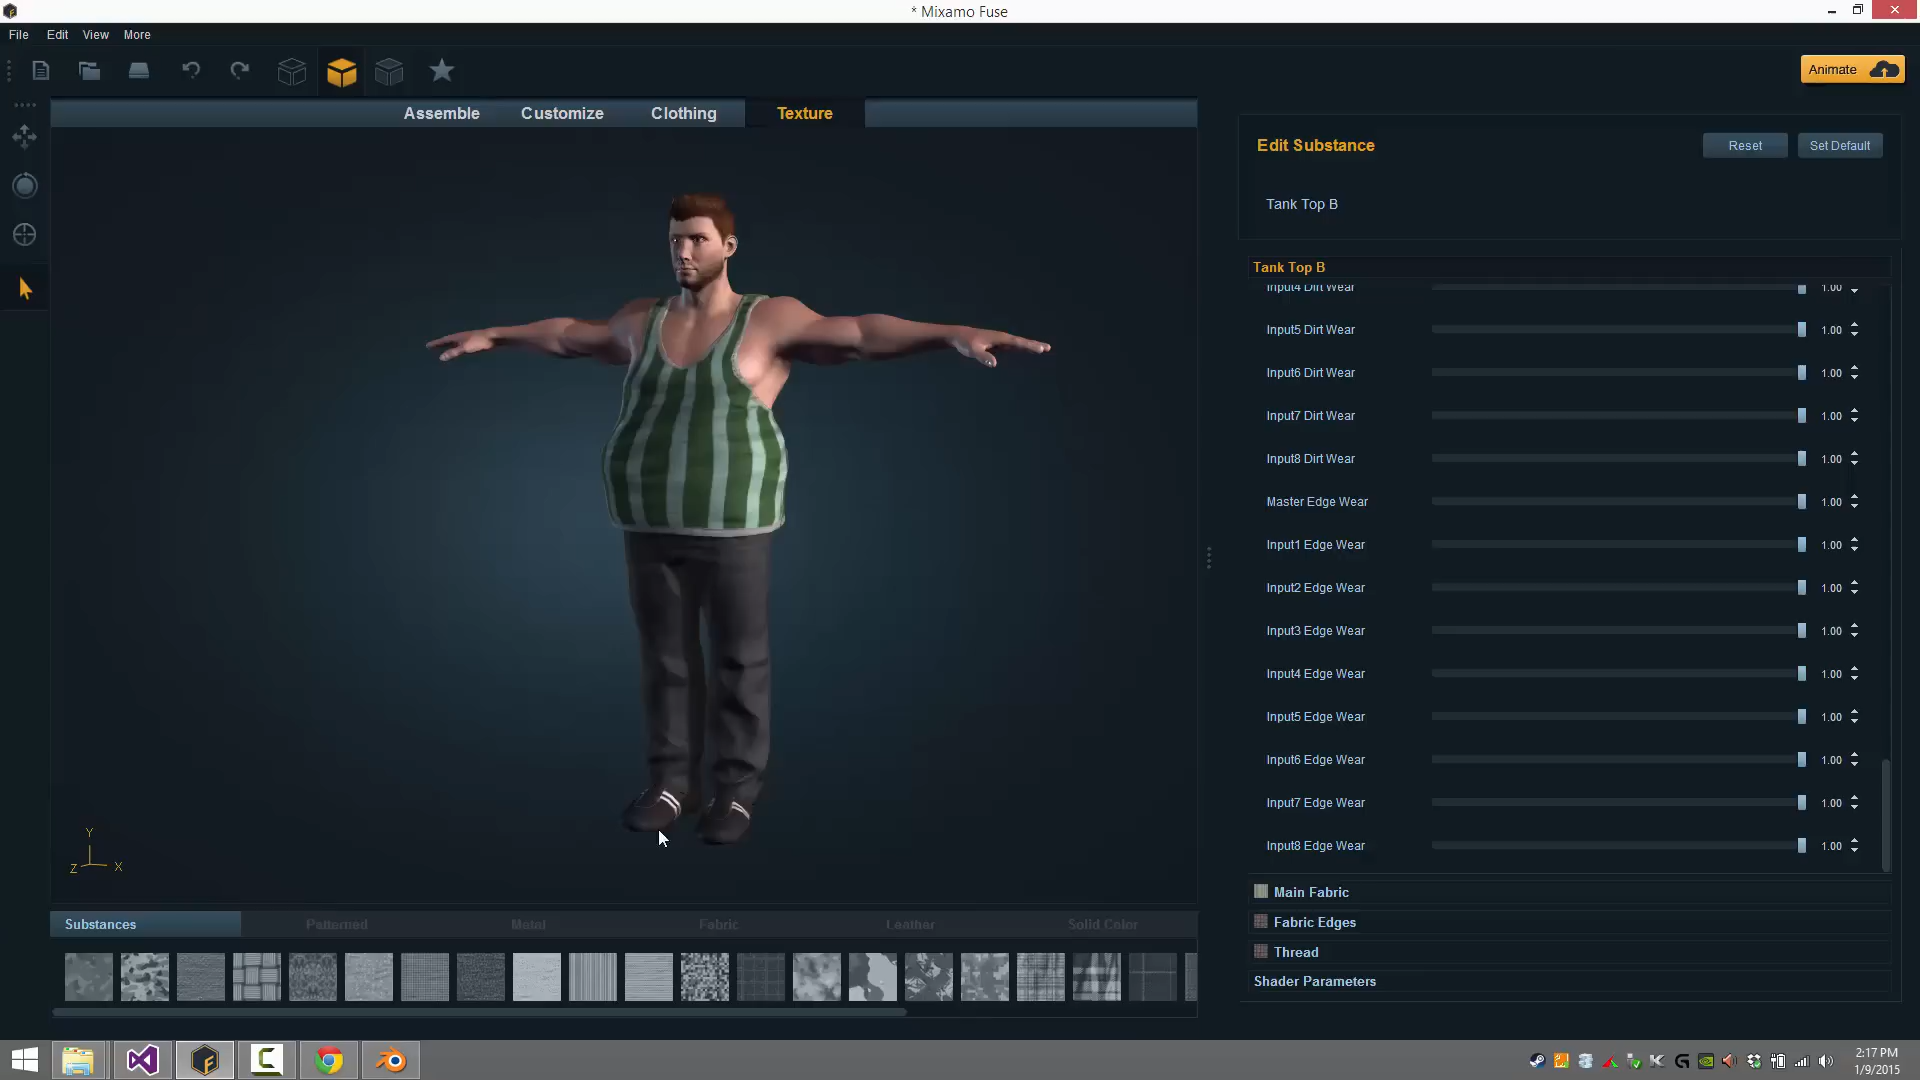 * Mixamo Fuse
File Edit View More
Animate
Assemble Customize Clothing Texture
Edit Substance
Reset
Set Default
Tank Top B
Tank Top B
Input4 Dirt Wear 1.00
Input5 Dirt Wear 1.00
Input6 Dirt Wear 1.00
Input7 Dirt Wear 1.00
Input8 Dirt Wear 1.00
Master Edge Wear 1.00
Input1 Edge Wear 1.00
Input2 Edge Wear 1.00
Input3 Edge Wear 1.00
Input4 Edge Wear 1.00
Input5 Edge Wear 1.00
Input6 Edge Wear 1.00
Input7 Edge Wear 1.00
Input8 Edge Wear 1.00
Main Fabric
Fabric Edges
Thread
Shader Parameters
Y
Z X
Substances Patterned Metal Fabric Leather Solid Color
2:17 PM
1/9/2015